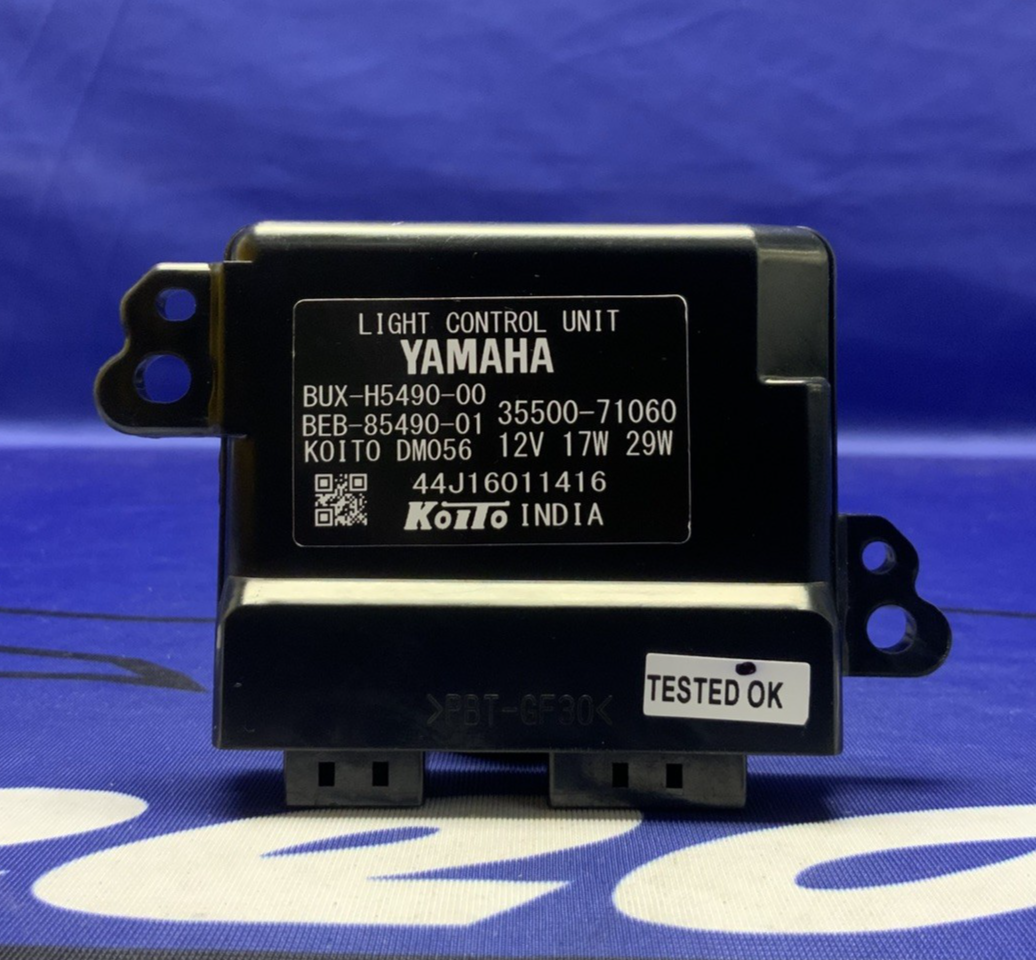 LIGHT CONTROL UNIT
YAMAHA
BUX-H5490-00
BEB-85490-01 35500-71060
KOITO DM056 12V 17W 29W
44J16011416
KOITO INDIA
>PBT-GF30<
TESTED OK